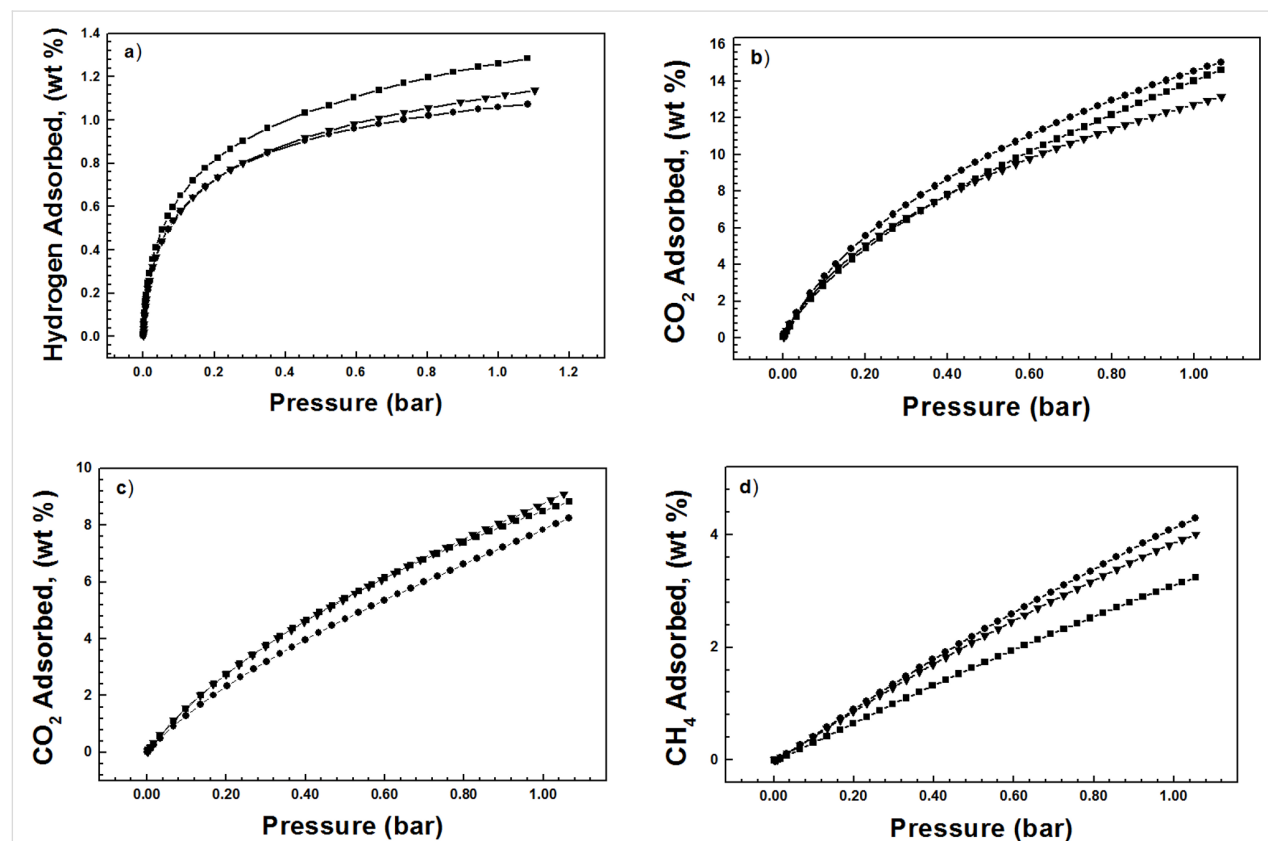 a)
Hydrogen Adsorbed, (wt %)
1.4
1.2
1.0
0.8
0.6
0.4
0.2
0.0
0.0 0.2 0.4 0.6 0.8 1.0 1.2
Pressure (bar)
b)
CO2 Adsorbed, (wt %)
16
14
12
10
8
6
4
2
0
0.00 0.20 0.40 0.60 0.80 1.00
Pressure (bar)
c)
CO2 Adsorbed, (wt %)
10
8
6
4
2
0
0.00 0.20 0.40 0.60 0.80 1.00
Pressure (bar)
d)
CH4 Adsorbed, (wt %)
4
2
0
0.00 0.20 0.40 0.60 0.80 1.00
Pressure (bar)